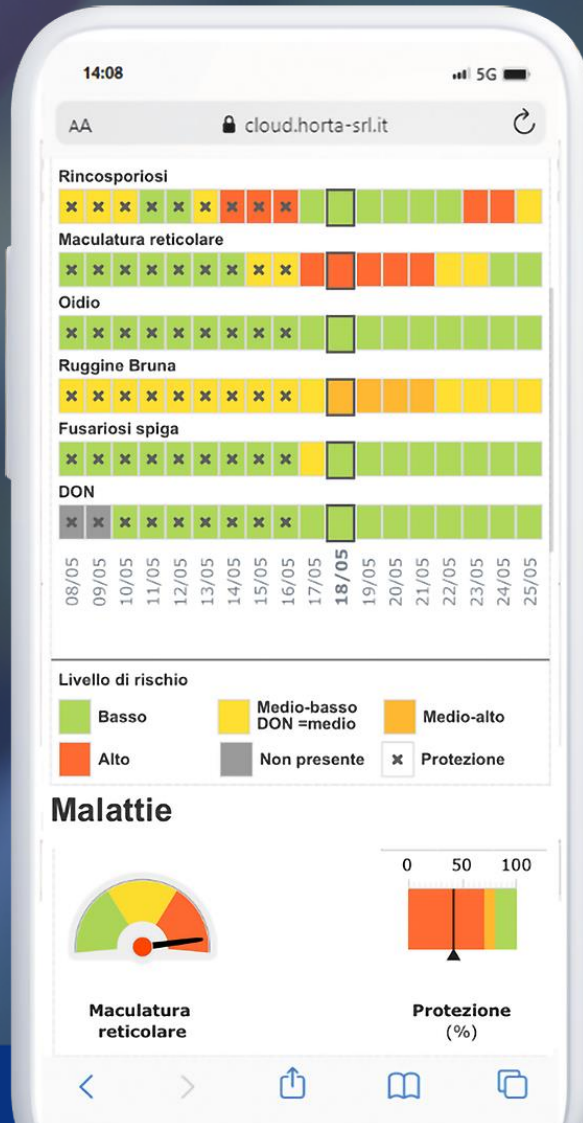 14:08
5G
AA
cloud.horta-srl.it
Rincosporiosi
Maculatura reticolare
Oidio
Ruggine Bruna
Fusariosi spiga
DON
08/05 09/05 10/05 11/05 12/05 13/05 14/05 15/05 16/05 17/05 18/05 19/05 20/05 21/05 22/05 23/05 24/05 25/05
Livello di rischio
Basso
Medio-basso
DON =medio
Medio-alto
Alto
Non presente
Protezione
Malattie
0 50 100
Maculatura
reticolare
Protezione
(%)